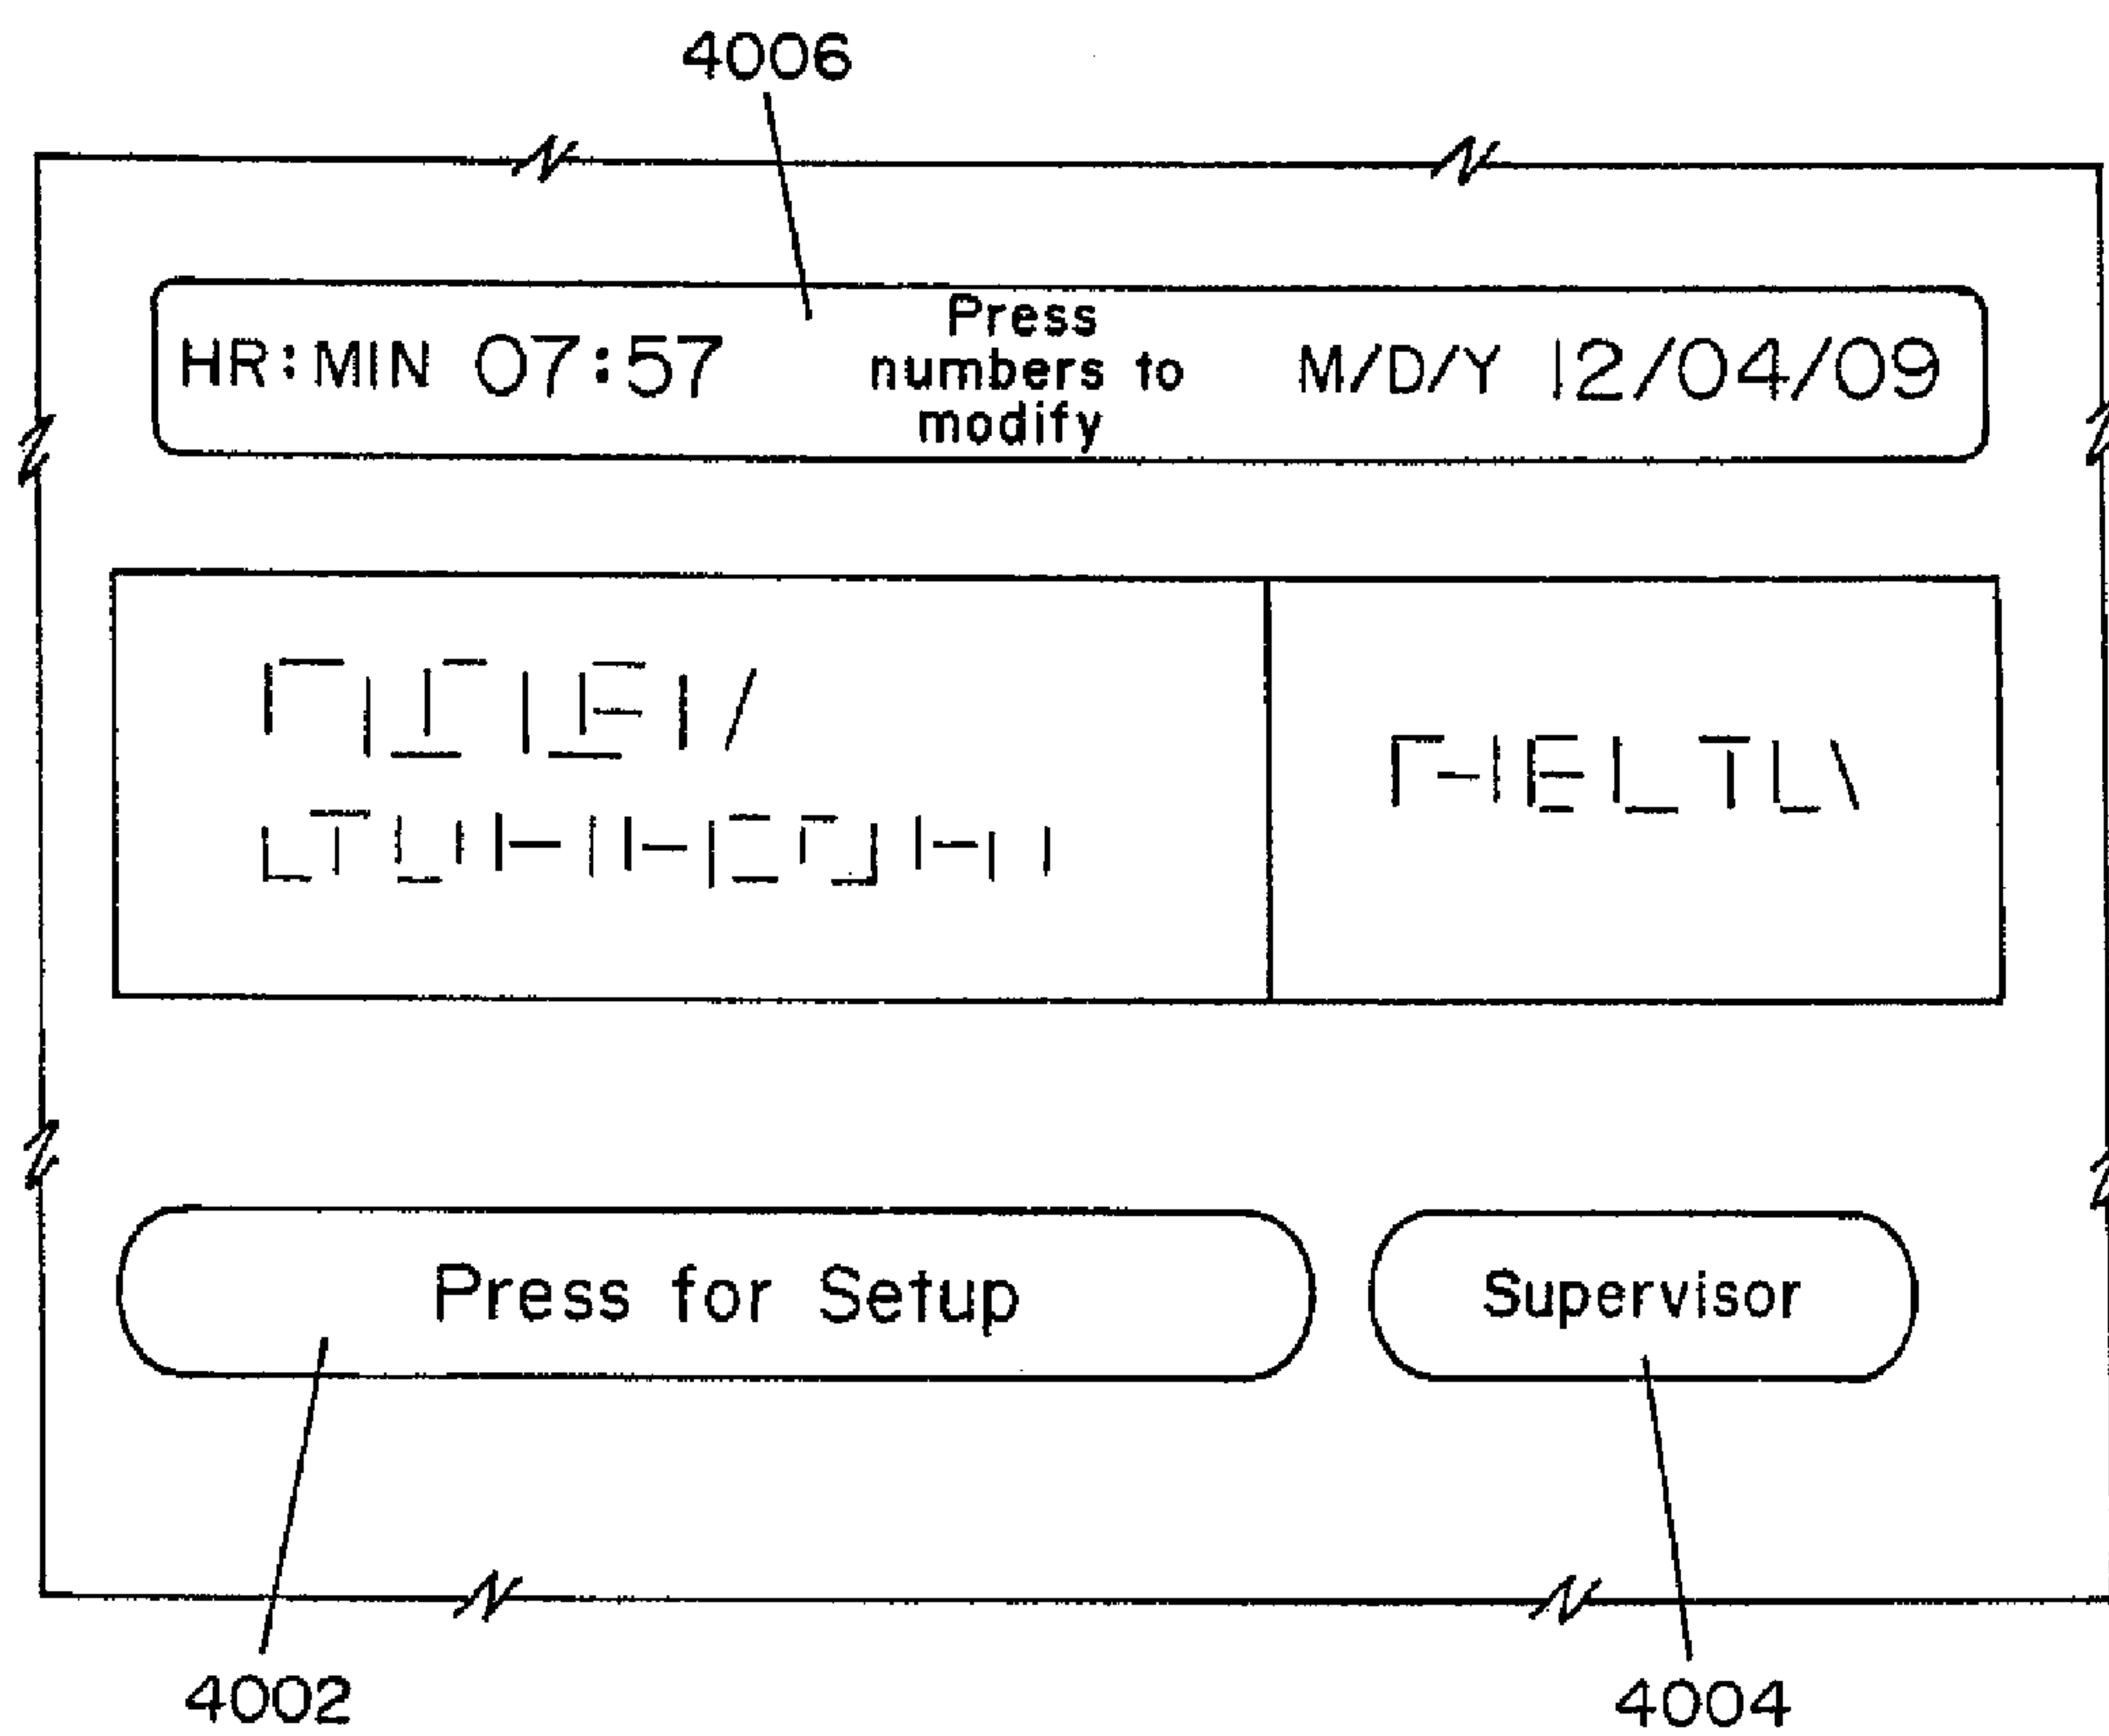 4006
HR:MIN 07:57 Press numbers to modify M/D/Y 12/04/09
Press for Setup
Supervisor
4002
4004